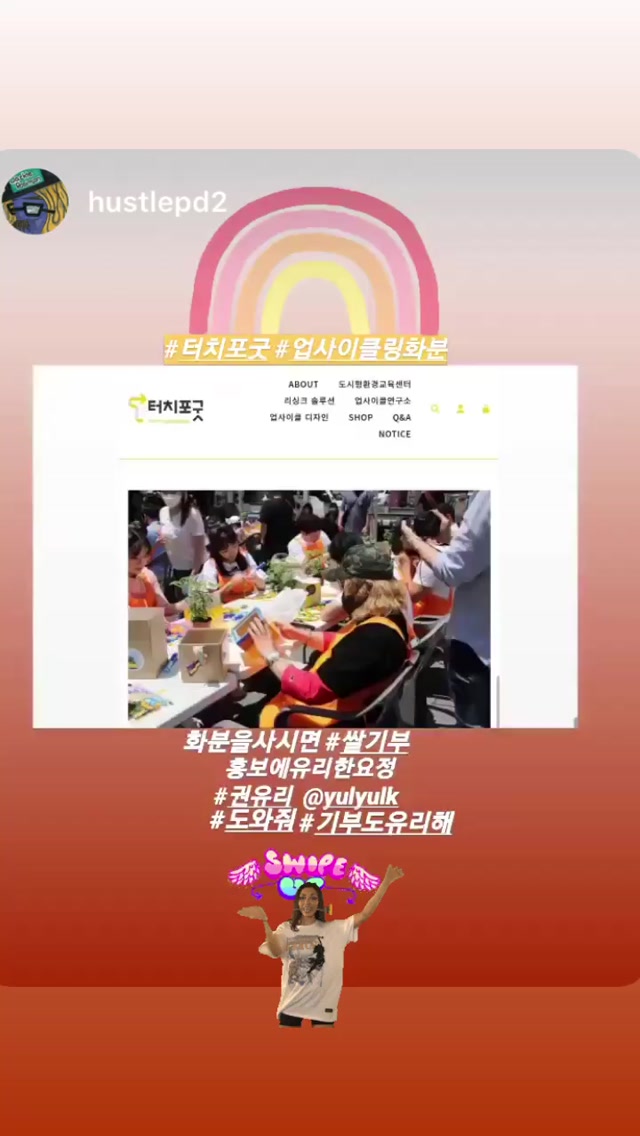 hustlepd2
#터치포굿 #업사이클링화분
터치포굿
ABOUT 도시형환경교육센터
리싱크 솔루션 업사이클연구소
업사이클 디자인 SHOP Q&A
NOTICE
화분을사시면 #쌀기부
홍보에유리한요정
#권유리 @yulyulk
#도와줘 #기부도유리해
SWIPE
UP